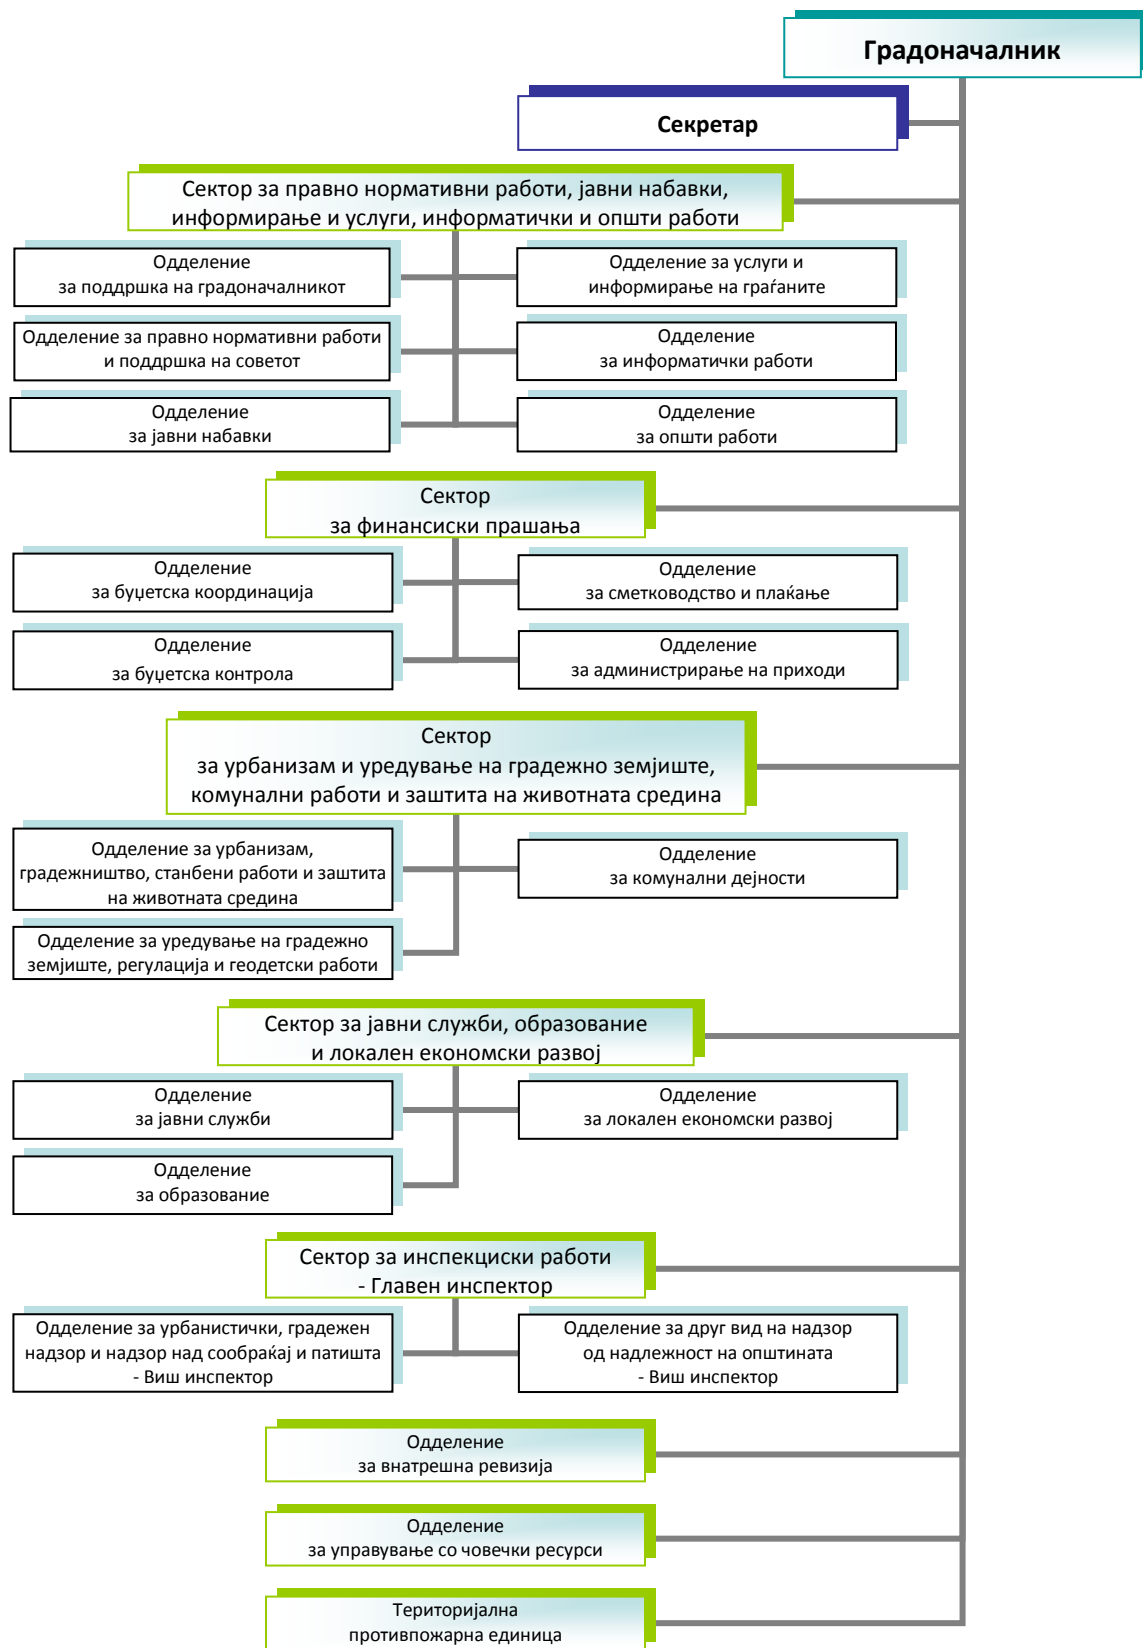 Градоначалник
Секретар
Сектор за правно нормативни работи, јавни набавки,
информирање и услуги, информатички и општи работи
Одделение
за поддршка на градоначалникот
Одделение за услуги и
информирање на граѓаните
Одделение за правно нормативни работи
и поддршка на советот
Одделение
за информатички работи
Одделение
за јавни набавки
Одделение
за општи работи
Сектор
за финансиски прашања
Одделение
за буџетска координација
Одделение
за сметководство и плаќање
Одделение
за буџетска контрола
Одделение
за администрирање на приходи
Сектор
за урбанизам и уредување на градежно земјиште,
комунални работи и заштита на животната средина
Одделение за урбанизам,
градежништво, станбени работи и заштита
на животната средина
Одделение
за комунални дејности
Одделение за уредување на градежно
земјиште, регулација и геодетски работи
Сектор за јавни служби, образование
и локален економски развој
Одделение
за јавни служби
Одделение
за локален економски развој
Одделение
за образование
Сектор за инспекциски работи
- Главен инспектор
Одделение за урбанистички, градежен
надзор и надзор над сообраќај и патишта
- Виш инспектор
Одделение за друг вид на надзор
од надлежност на општината
- Виш инспектор
Одделение
за внатрешна ревизија
Одделение
за управување со човечки ресурси
Територијална
противпожарна единица